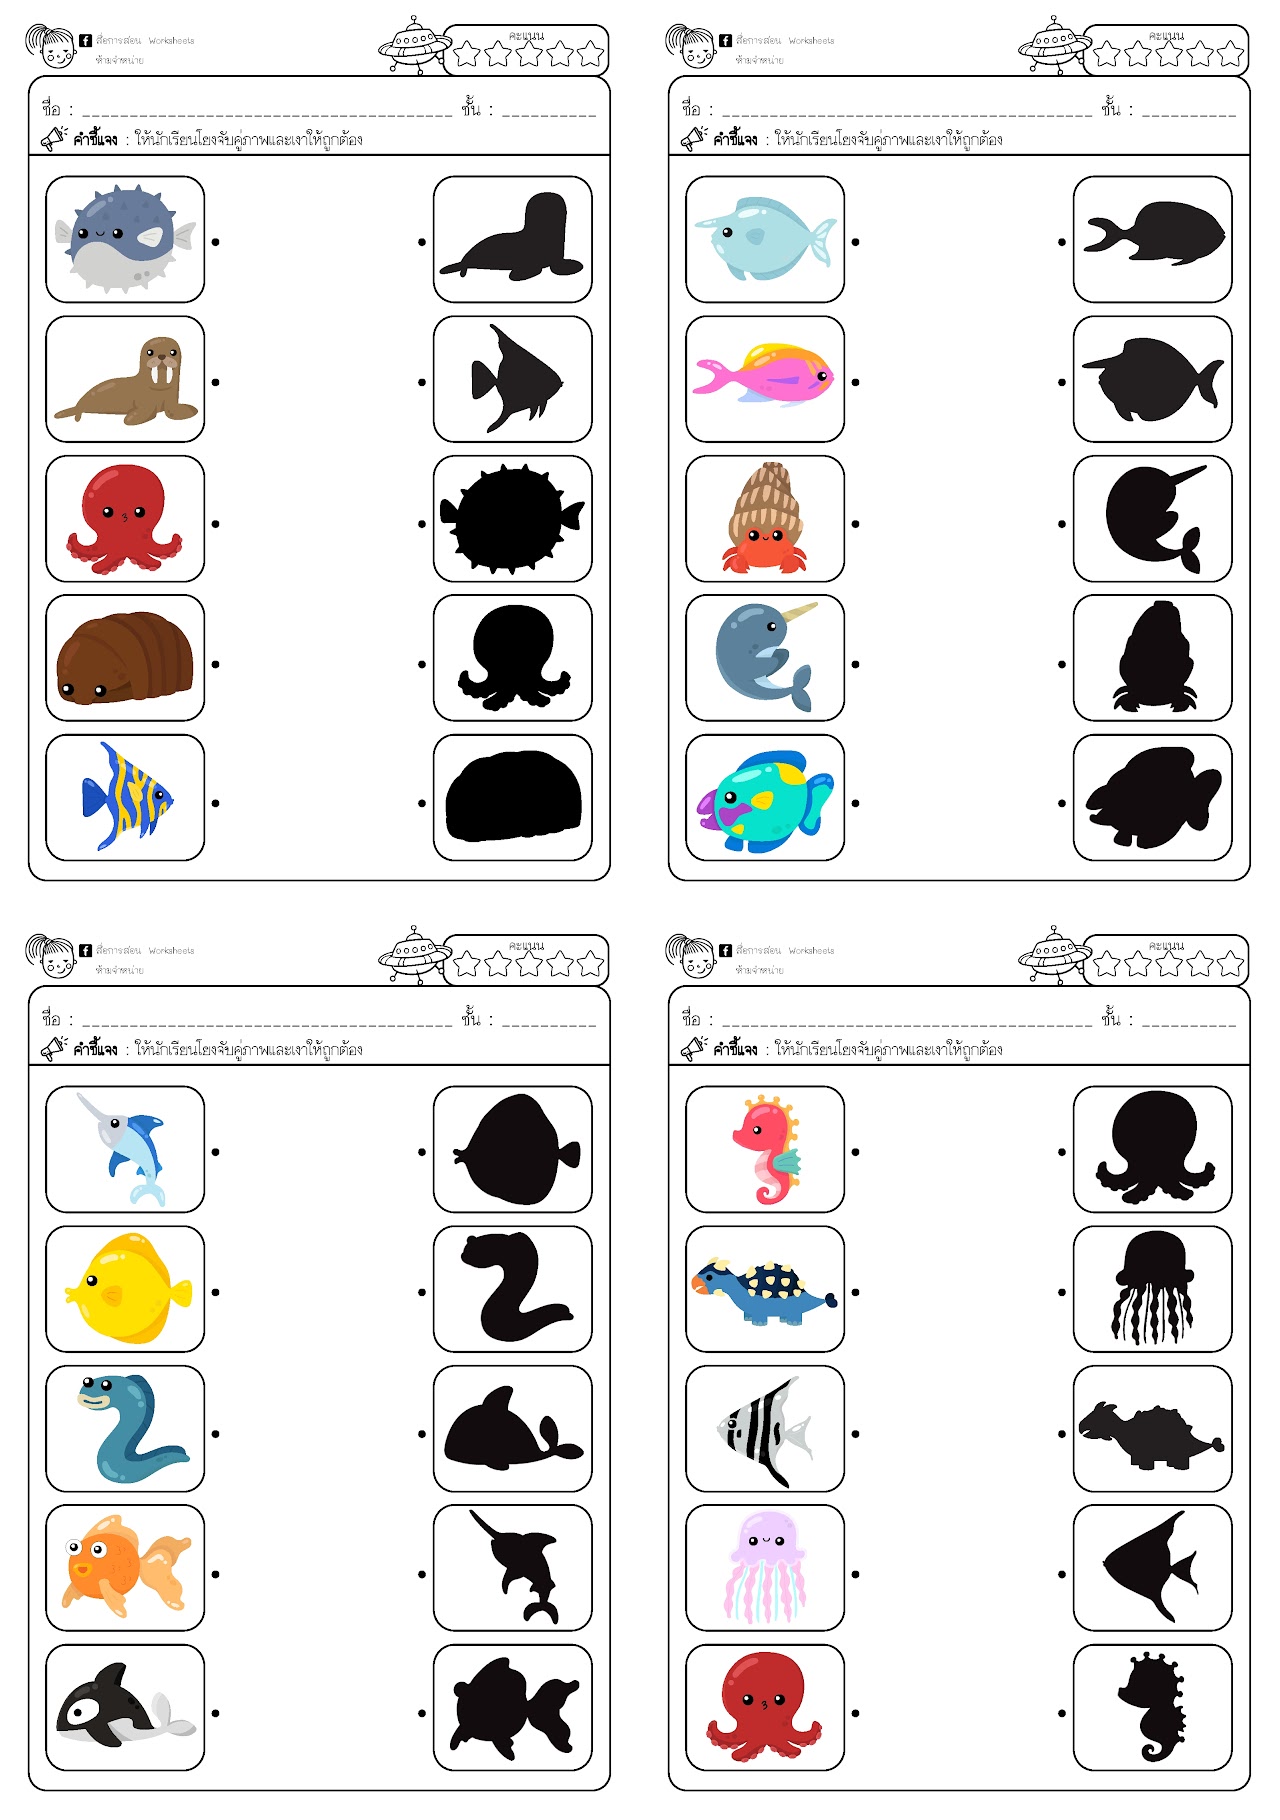 สื่อการสอน Worksheets
ห้ามจำหน่าย
คะแนน
ชื่อ : ชั้น :
คำชี้แจง : ให้นักเรียนโยงจับคู่ภาพและเงาให้ถูกต้อง
สื่อการสอน Worksheets
ห้ามจำหน่าย
คะแนน
ชื่อ : ชั้น :
คำชี้แจง : ให้นักเรียนโยงจับคู่ภาพและเงาให้ถูกต้อง
สื่อการสอน Worksheets
ห้ามจำหน่าย
คะแนน
ชื่อ : ชั้น :
คำชี้แจง : ให้นักเรียนโยงจับคู่ภาพและเงาให้ถูกต้อง
สื่อการสอน Worksheets
ห้ามจำหน่าย
คะแนน
ชื่อ : ชั้น :
คำชี้แจง : ให้นักเรียนโยงจับคู่ภาพและเงาให้ถูกต้อง